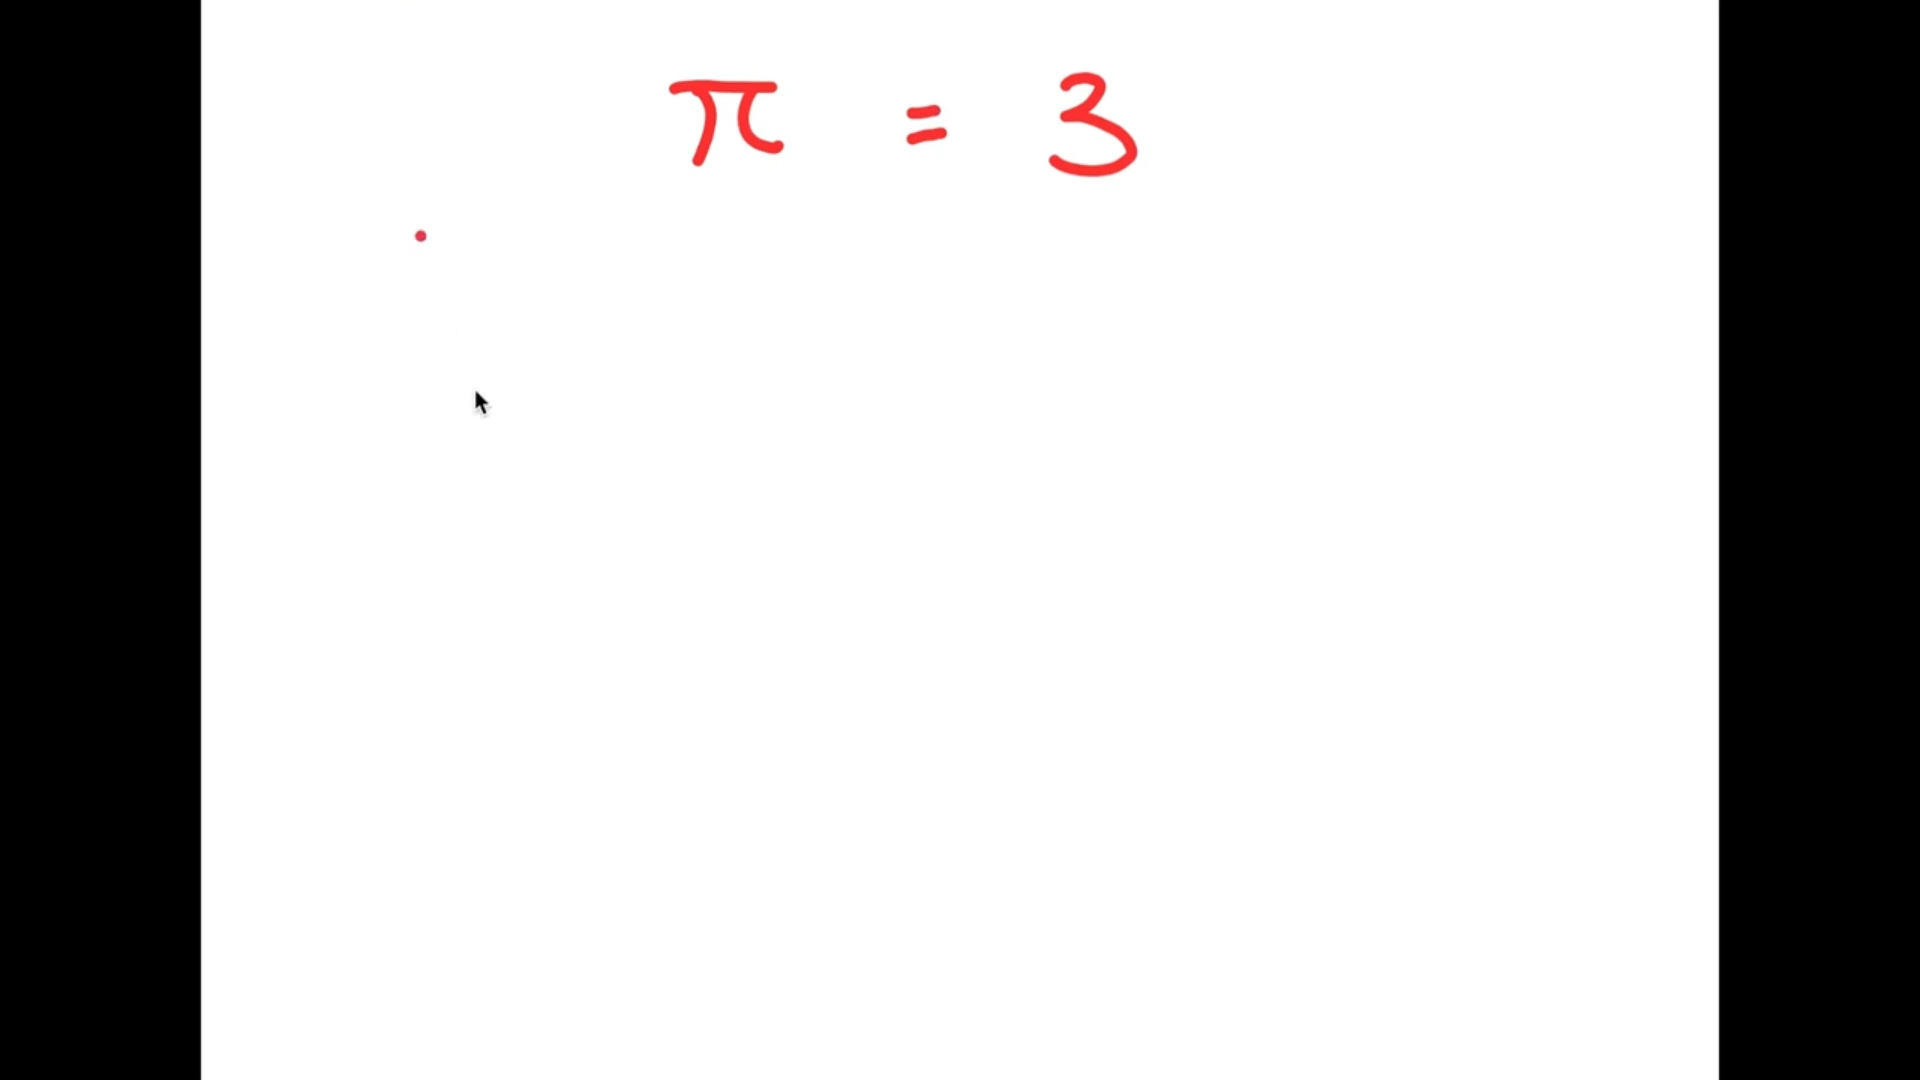 π = 3